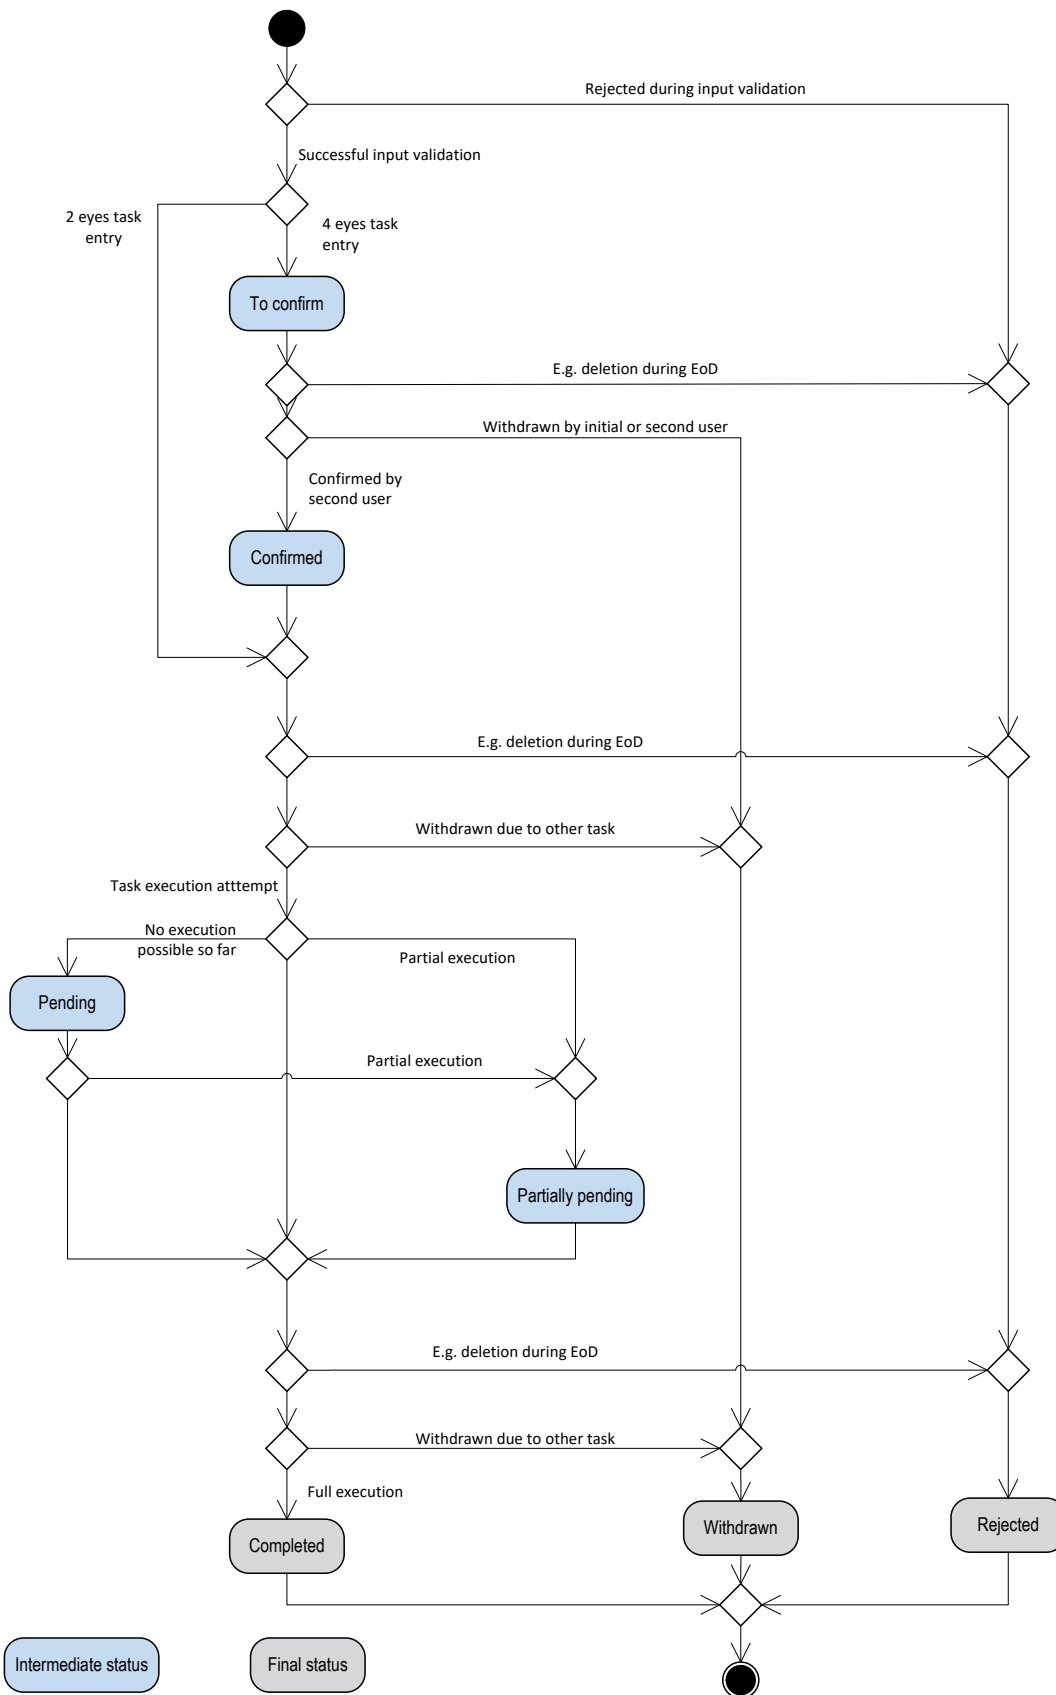 Rejected during input validation
Successful input validation
2 eyes task
entry
4 eyes task
entry
To confirm
E.g. deletion during EoD
Withdrawn by initial or second user
Confirmed by
second user
Confirmed
E.g. deletion during EoD
Withdrawn due to other task
Task execution atttempt
No execution
possible so far
Partial execution
Pending
Partial execution
Partially pending
E.g. deletion during EoD
Withdrawn due to other task
Full execution
Completed
Withdrawn
Rejected
Intermediate status
Final status